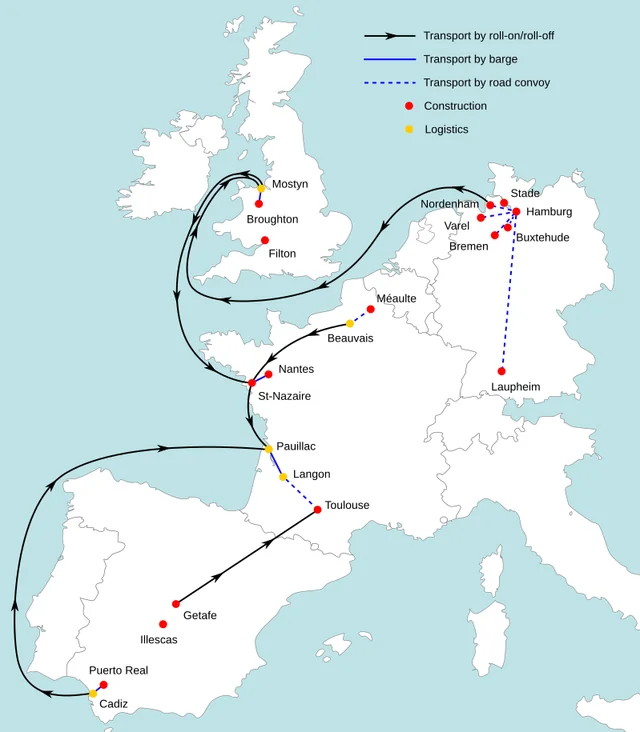 Transport by roll-on/roll-off
Transport by barge
Transport by road convoy
Construction
Logistics
Mostyn
Broughton
Filton
Stade
Nordenham
Hamburg
Varel
Buxtehude
Bremen
Méaulte
Beauvais
Nantes
Laupheim
St-Nazaire
Pauillac
Langon
Toulouse
Getafe
Illescas
Puerto Real
Cadiz